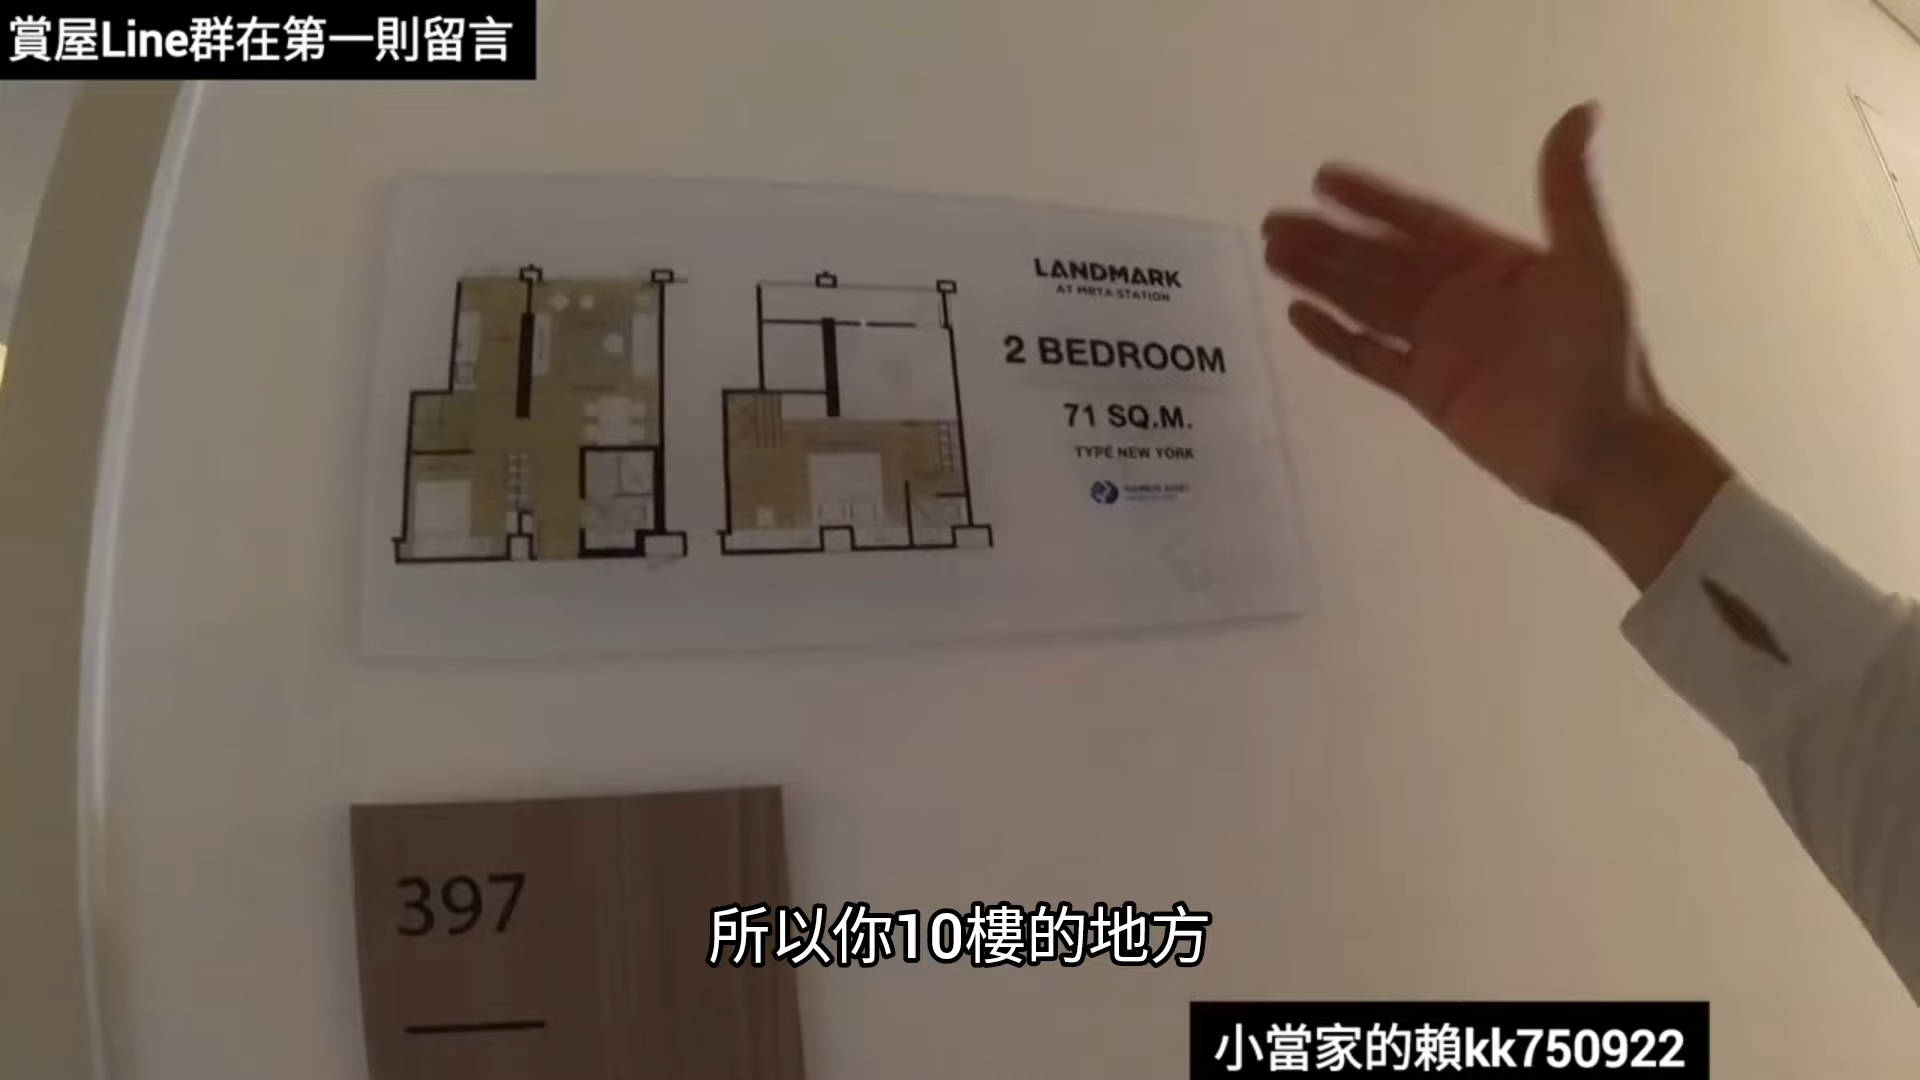 賞屋Line群在第一則留言
LANDMARK
AT MRTA STATION
2 BEDROOM
71 SQ.M.
TYPE NEW YORK
397
所以你10樓的地方
小當家的賴kk750922